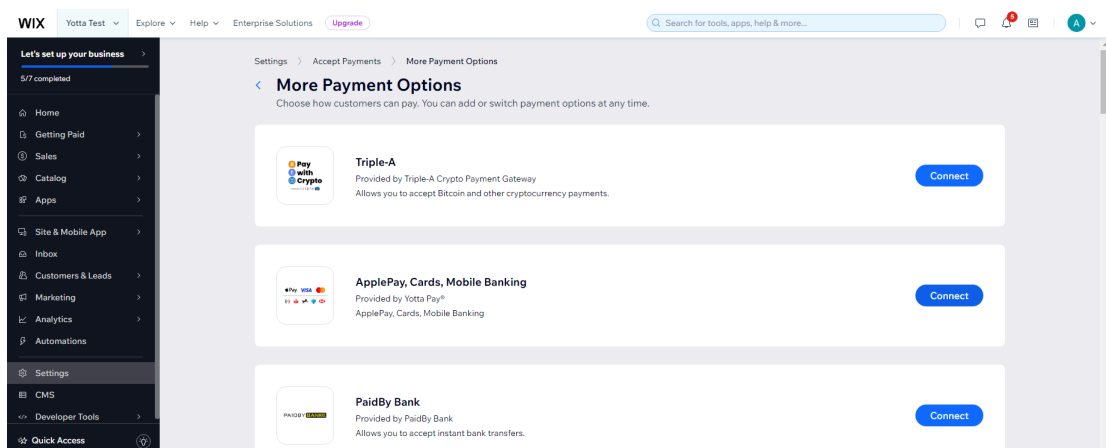 WIX
Yotta Test
Explore
Help
Enterprise Solutions
Upgrade
Search for tools, apps, help & more...
5
A
Let's set up your business
5/7 completed
Home
Getting Paid
Sales
Catalog
Apps
Site & Mobile App
Inbox
Customers & Leads
Marketing
Analytics
Automations
Settings
CMS
Developer Tools
Quick Access
Settings > Accept Payments > More Payment Options
More Payment Options
Choose how customers can pay. You can add or switch payment options at any time.
Pay
with
Crypto
Triple-A
Provided by Triple-A Crypto Payment Gateway
Allows you to accept Bitcoin and other cryptocurrency payments.
Connect
Pay VISA
ApplePay, Cards, Mobile Banking
Provided by Yotta Pay®
ApplePay, Cards, Mobile Banking
Connect
PAIDBYBANK
PaidBy Bank
Provided by PaidBy Bank
Allows you to accept instant bank transfers.
Connect